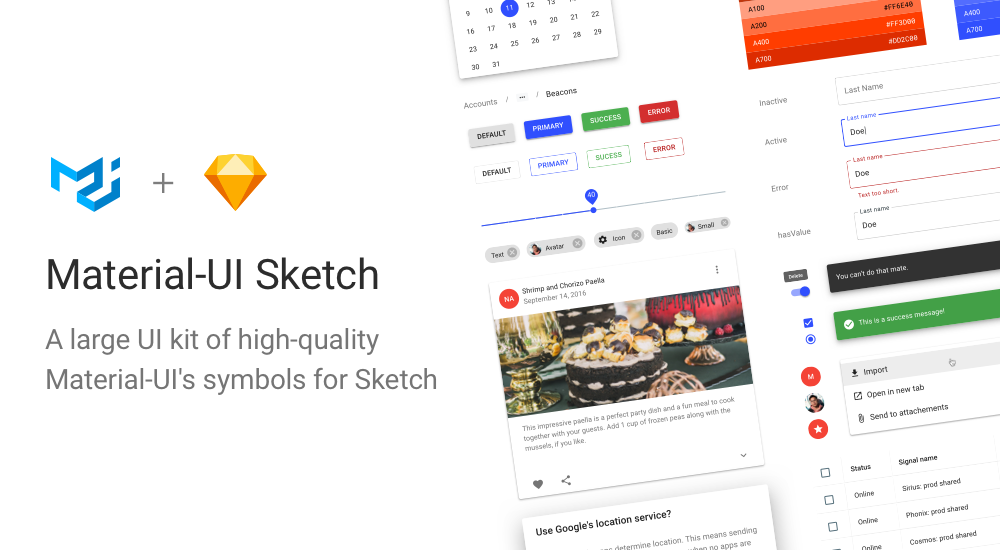 Material-UI Sketch
A large UI kit of high-quality
Material-UI's symbols for Sketch
9 10 11 12 13 14 15
16 17 18 19 20 21 22
23 24 25 26 27 28 29
30 31
Accounts / ... / Beacons
DEFAULT PRIMARY SUCCESS ERROR
DEFAULT PRIMARY SUCESS ERROR
40
Text Avatar Icon Basic Small
NA
Shrimp and Chorizo Paella
September 14, 2016
This impressive paella is a perfect party dish and a fun meal to cook
together with your guests. Add 1 cup of frozen peas along with the
mussels, if you like.
Use Google's location service?
determine location. This means sending
when no apps are
A100 #FF6E40
A200 #FF3D00
A400 #DD2C00
A700
A400
A700
Inactive
Last Name
Active
Last name
Doe
Error
Last name
Doe
Text too short.
hasValue
Last name
Doe
Delete
You can't do that mate.
This is a success message!
M
Import
Open in new tab
Send to attachements
Status Signal name
Online Sirius: prod shared
Online Phonix: prod shared
Online Cosmos: prod shared